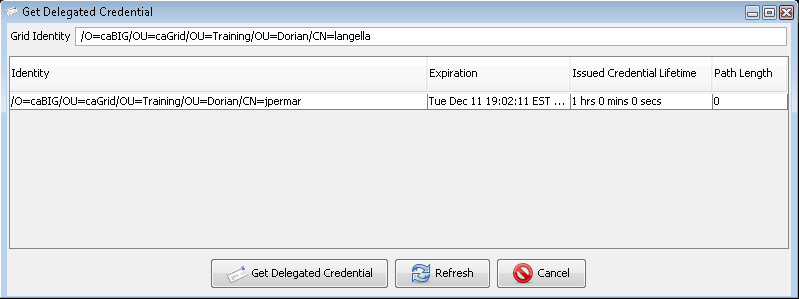 Get Delegated Credential
Grid Identity /O=caBIG/OU=caGrid/OU=Training/OU=Dorian/CN=langella
Identity Expiration Issued Credential Lifetime Path Length
/O=caBIG/OU=caGrid/OU=Training/OU=Dorian/CN=jpermar Tue Dec 11 19:02:11 EST ... 1 hrs 0 mins 0 secs 0
Get Delegated Credential Refresh Cancel